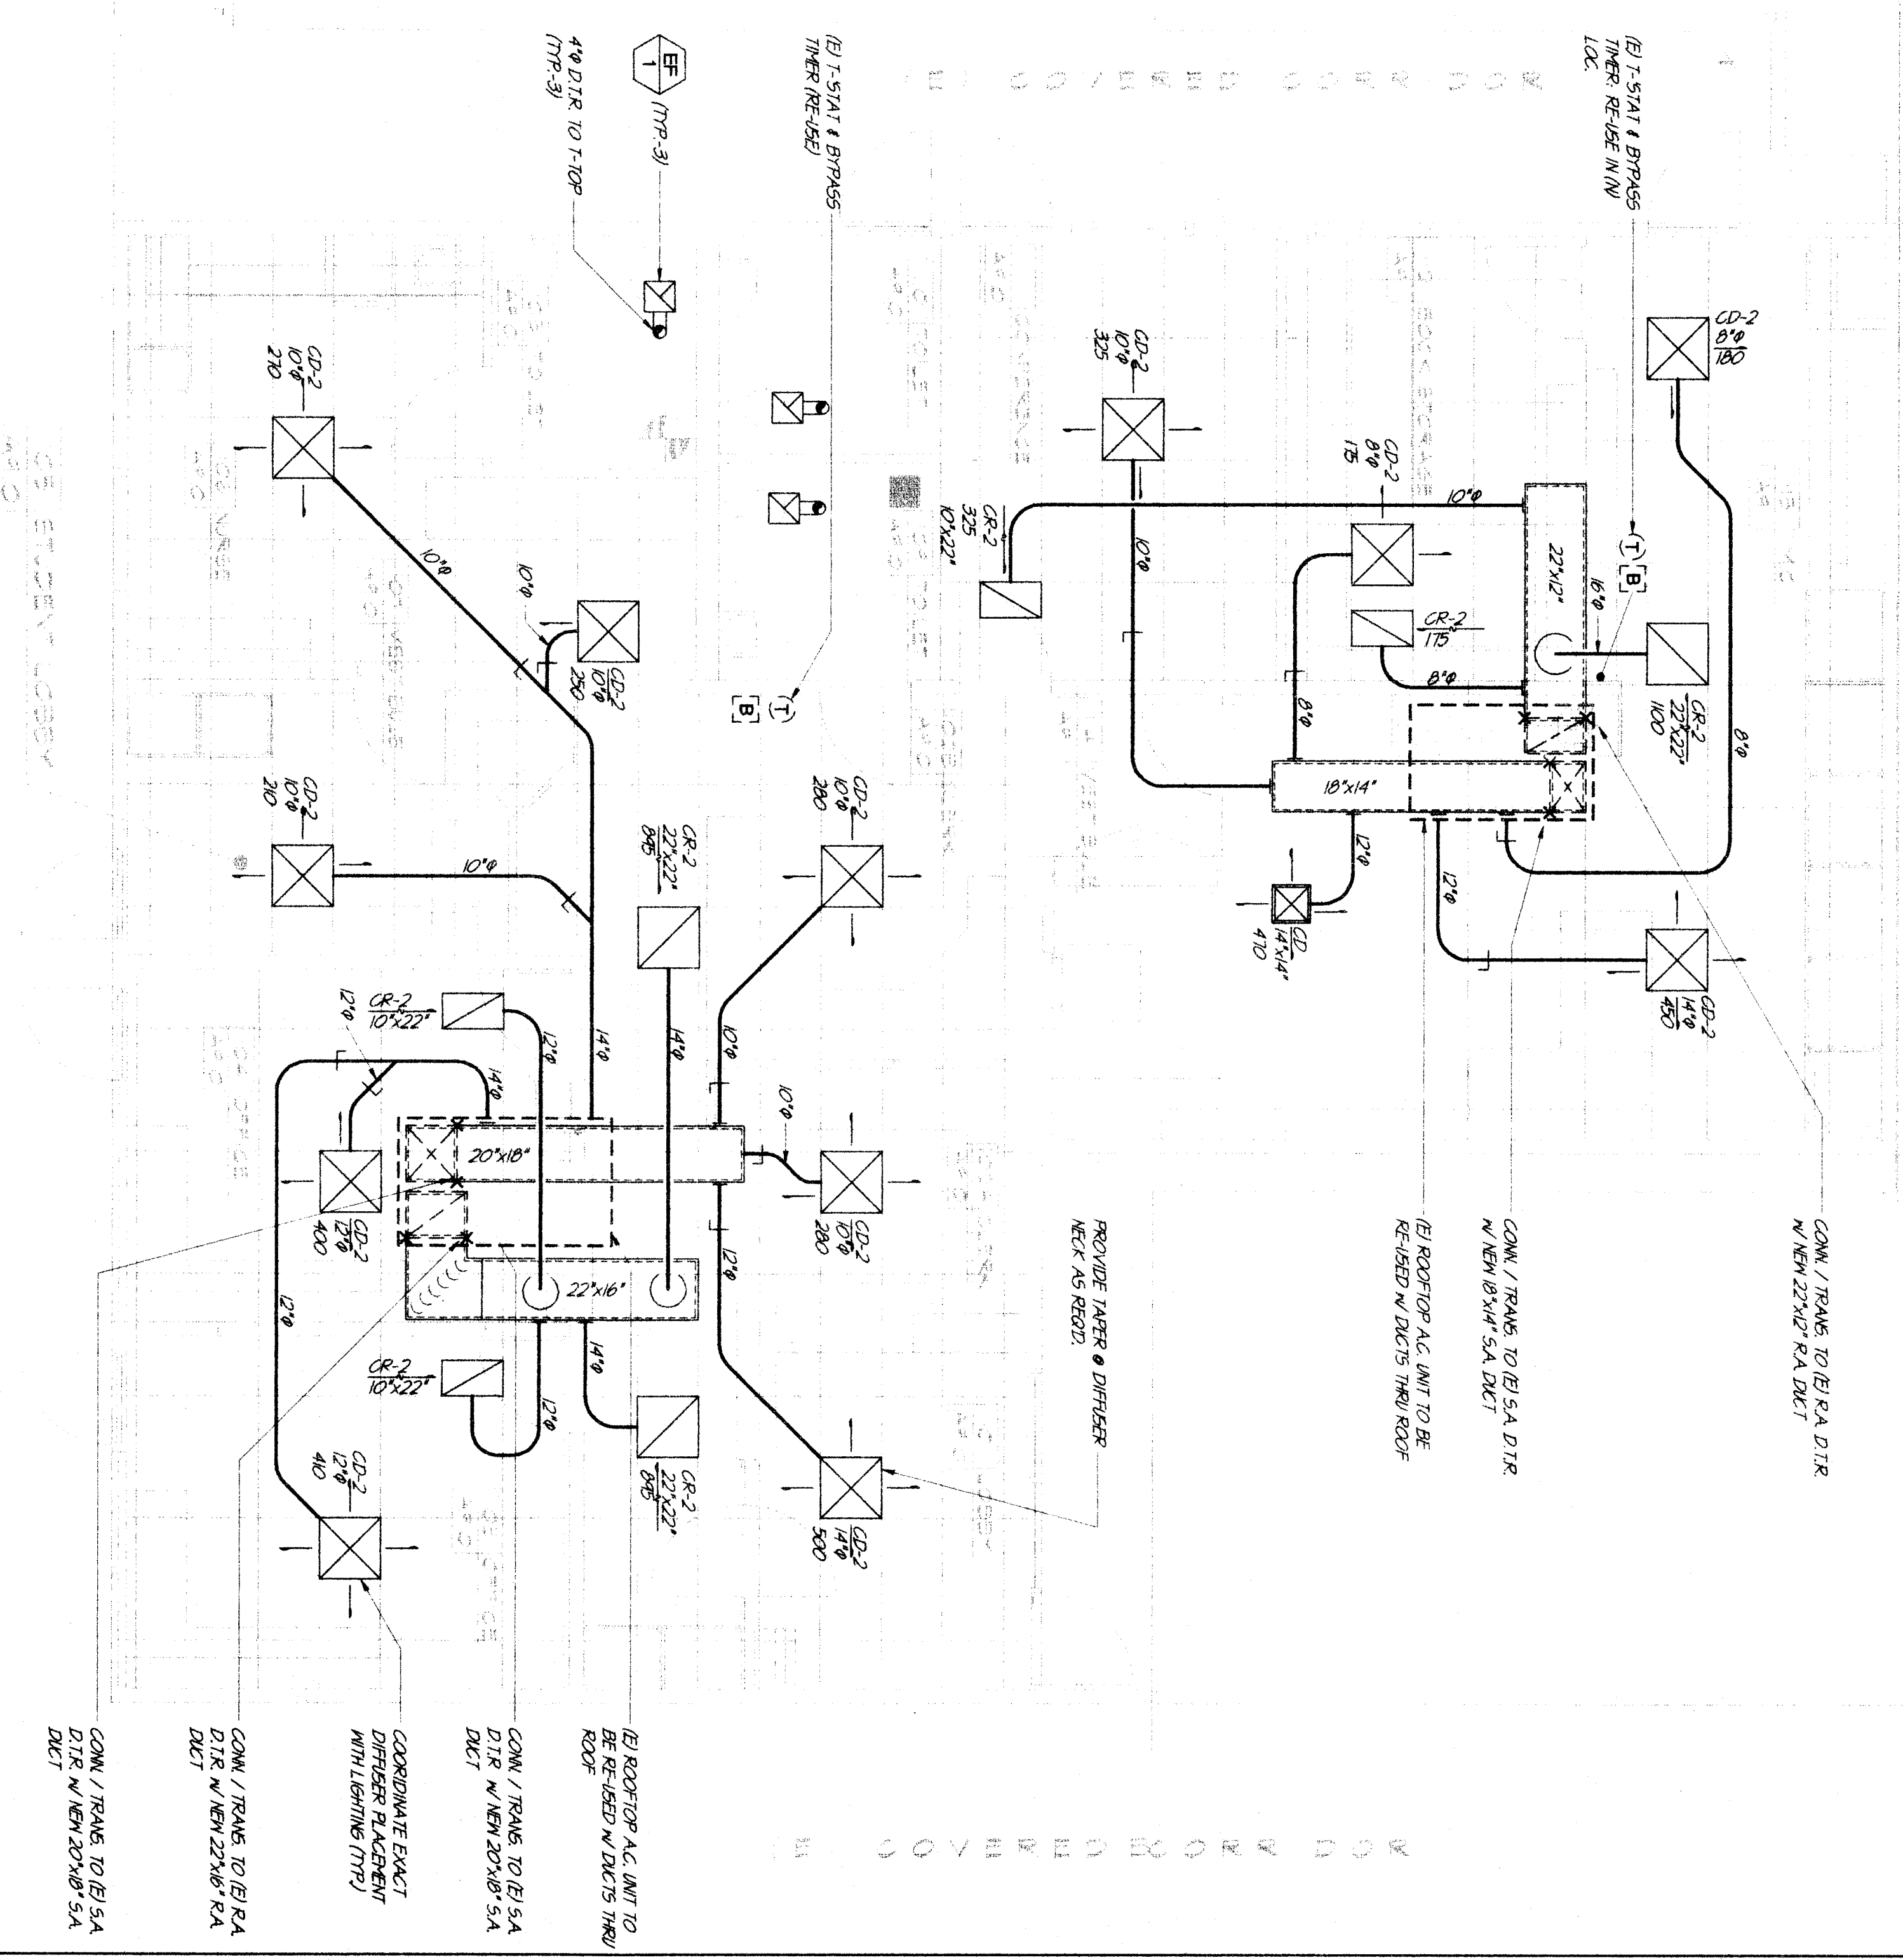 (E) T-STAT & BYPASS
TIMER: RE-USE IN (N)
LOC.
CD-2
8"Φ
180
(T)
[B]
16"Φ
22"x12"
CR-2
22"x22"
1100
8"Φ
10"Φ
CD-2
10"Φ
325
CD-2
8"Φ
175
CR-2
175
8"Φ
CR-2
325
10"x22"
10"Φ
8"Φ
18"x14"
12"Φ
12"Φ
CD
14"x14"
470
CD-2
14"Φ
450
CONN. / TRANS. TO (E) R.A. D.T.R.
W/ NEW 22"x12" R.A. DUCT
CONN. / TRANS. TO (E) S.A. D.T.R.
W/ NEW 18"x14" S.A. DUCT
(E) ROOFTOP A.C. UNIT TO BE
RE-USED W/ DUCTS THRU ROOF
(E) T-STAT & BYPASS
TIMER (RE-USE)
EF
1
(TYP.-3)
4"Φ D.T.R. TO T-TOP
(TYP.-3)
(T)
[B]
CD-2
10"Φ
270
10"Φ
10"Φ
CD-2
10"Φ
250
CD-2
10"Φ
210
10"Φ
CD-2
10"Φ
280
CR-2
22"x22"
895
CR-2
10"x22"
12"Φ
12"Φ
14"Φ
14"Φ
14"Φ
10"Φ
10"Φ
20"x18"
CD-2
10"Φ
280
CD-2
12"Φ
400
12"Φ
22"x16"
12"Φ
14"Φ
CR-2
10"x22"
12"Φ
CR-2
22"x22"
895
CD-2
14"Φ
500
CD-2
12"Φ
410
PROVIDE TAPER @ DIFFUSER
NECK AS REQD.
(E) ROOFTOP A.C. UNIT TO
BE RE-USED W/ DUCTS THRU
ROOF
CONN. / TRANS. TO (E) S.A.
D.T.R. W/ NEW 20"x18" S.A.
DUCT
COORIDINATE EXACT
DIFFUSER PLACEMENT
WITH LIGHTING (TYP.)
CONN. / TRANS. TO (E) R.A.
D.T.R. W/ NEW 22"x16" R.A.
DUCT
CONN. / TRANS. TO (E) S.A.
D.T.R. W/ NEW 20"x18" S.A.
DUCT